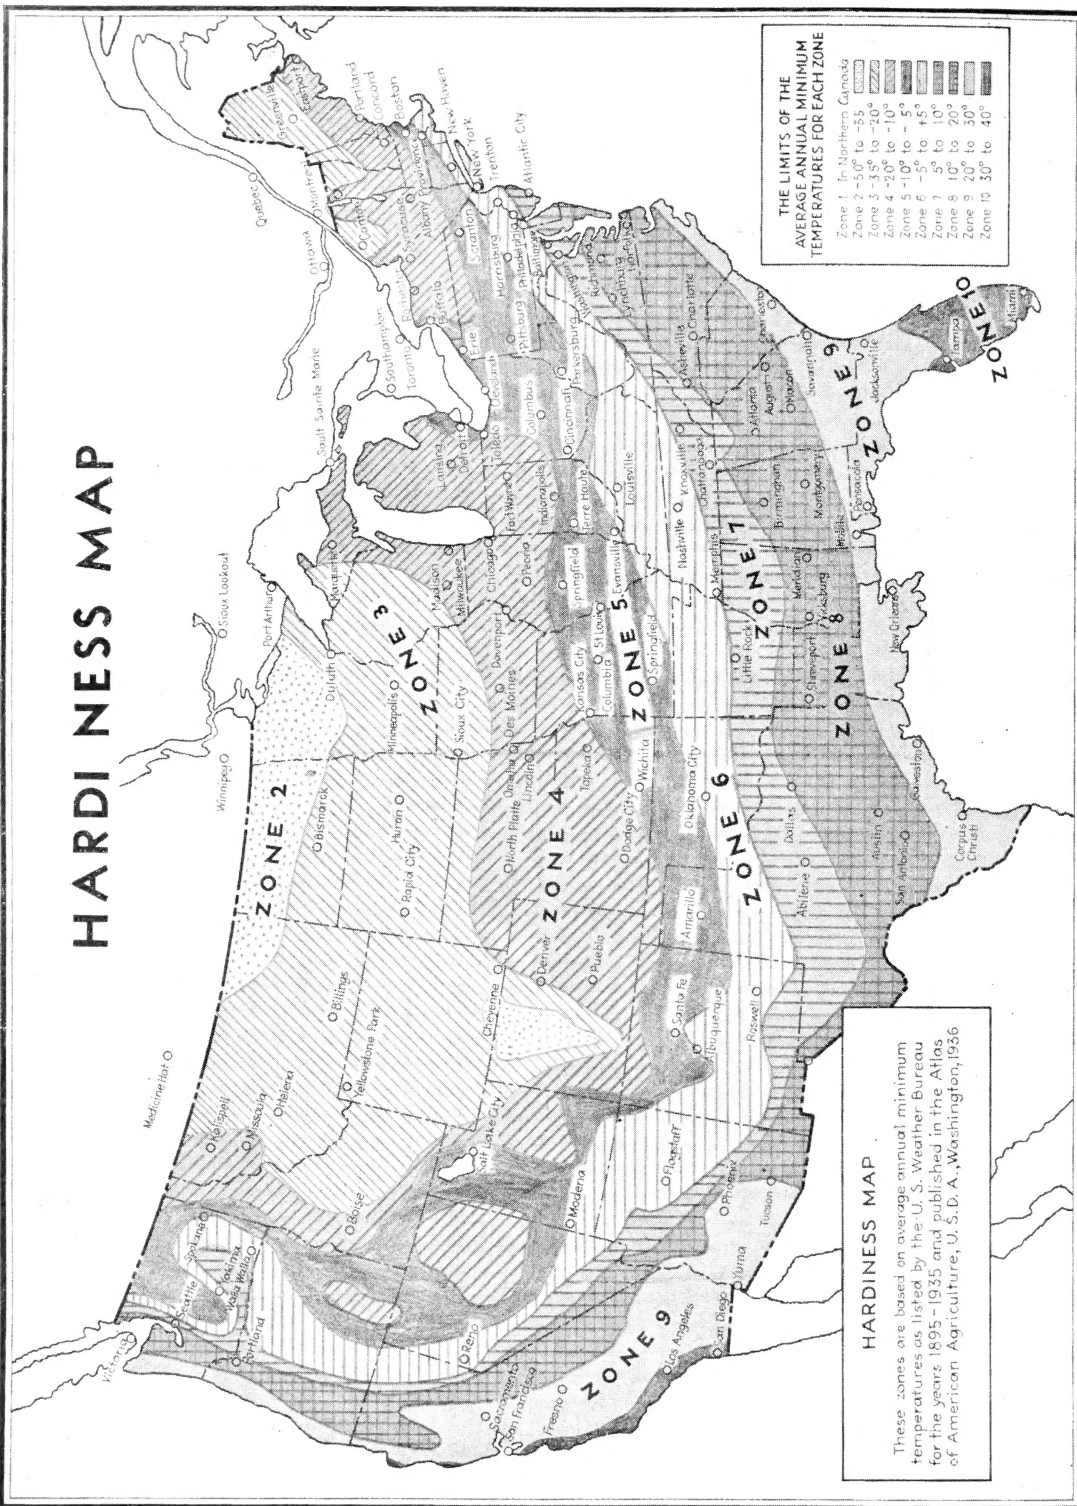 HARDINESS MAP
Medicine Hat
Winnipeg
Sioux Lookout
Port Arthur
Sault Sainte Marie
Ottawa
Quebec
Montreal
Southampton
Toronto
Victoria
Seattle
Spokane
Yakima
Walla Walla
Portland
Kalispell
Missoula
Helena
Billings
Yellowstone Park
Boise
Bismarck
Huron
Rapid City
Duluth
Minneapolis
Sioux City
Marquette
Madison
Milwaukee
Chicago
Lansing
Detroit
Toledo
Cleveland
Erie
Buffalo
Rochester
Syracuse
Albany
Canton
Greenville
Eastport
Portland
Concord
Boston
Providence
New Haven
New York
Trenton
Atlantic City
Scranton
Harrisburg
Philadelphia
Baltimore
Washington
Pittsburg
Parkersburg
Columbus
Cincinnati
Fort Wayne
Indianapolis
Terre Haute
Peoria
Springfield
Davenport
Des Moines
Omaha
Lincoln
North Platte
Cheyenne
Denver
Pueblo
Salt Lake City
Modena
Reno
Sacramento
San Francisco
Fresno
Los Angeles
San Diego
Yuma
Phoenix
Tucson
Flagstaff
Albuquerque
Santa Fe
Roswell
Amarillo
Dodge City
Wichita
Topeka
Kansas City
Columbia
St Louis
Springfield
Evansville
Louisville
Oklahoma City
Little Rock
Memphis
Nashville
Knoxville
Chattanooga
Asheville
Charlotte
Lynchburg
Richmond
Norfolk
Charleston
Savannah
Augusta
Macon
Atlanta
Birmingham
Montgomery
Meridian
Vicksburg
Shreveport
Dallas
Abilene
Austin
San Antonio
Corpus Christi
Galveston
New Orleans
Mobile
Pensacola
Jacksonville
Tampa
Miami
ZONE 2
ZONE 3
ZONE 4
ZONE 5
ZONE 6
ZONE 7
ZONE 8
ZONE 9
ZONE 9
ZONE 10
THE LIMITS OF THE
AVERAGE ANNUAL MINIMUM
TEMPERATURES FOR EACH ZONE
Zone 1 In Northern Canada
Zone 2 -50° to -35
Zone 3 -35° to -20°
Zone 4 -20° to -10°
Zone 5 -10° to -5°
Zone 6 -5° to +5°
Zone 7 5° to 10°
Zone 8 10° to 20°
Zone 9 20° to 30°
Zone 10 30° to 40°
HARDINESS MAP
These zones are based on average annual minimum
temperatures as listed by the U. S. Weather Bureau
for the years 1895-1935 and published in the Atlas
of American Agriculture, U.S.D.A., Washington, 1936